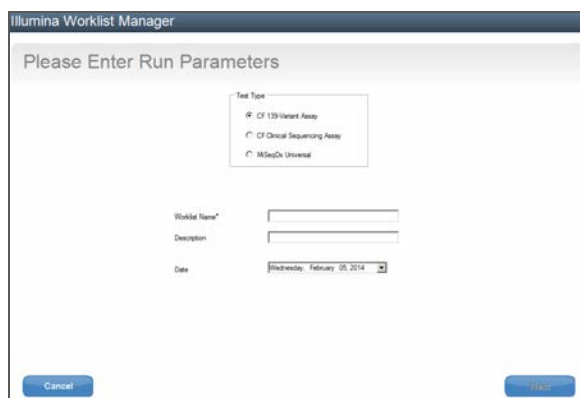 Illumina Worklist Manager
Please Enter Run Parameters
Test Type
CF 139-Variant Assay
CF Clinical Sequencing Assay
MiSeqDx Universal
Worklist Name*
Description
Date
Wednesday, February 05, 2014
Cancel
Next